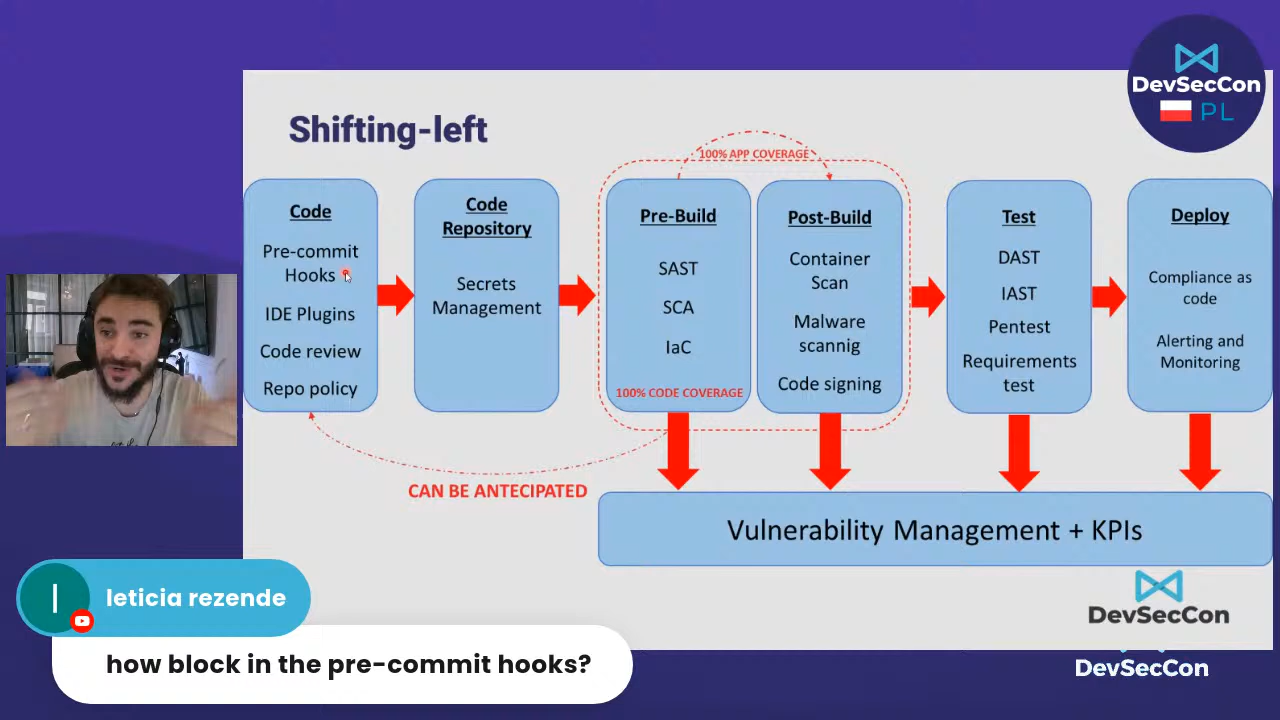 DevSecCon
PL
Shifting-left
100% APP COVERAGE
Code
Pre-commit
Hooks
IDE Plugins
Code review
Repo policy
Code
Repository
Secrets
Management
Pre-Build
SAST
SCA
IaC
100% CODE COVERAGE
Post-Build
Container
Scan
Malware
scannig
Code signing
Test
DAST
IAST
Pentest
Requirements
test
Deploy
Compliance as
code
Alerting and
Monitoring
CAN BE ANTECIPATED
Vulnerability Management + KPIs
DevSecCon
DevSecCon
l
leticia rezende
how block in the pre-commit hooks?